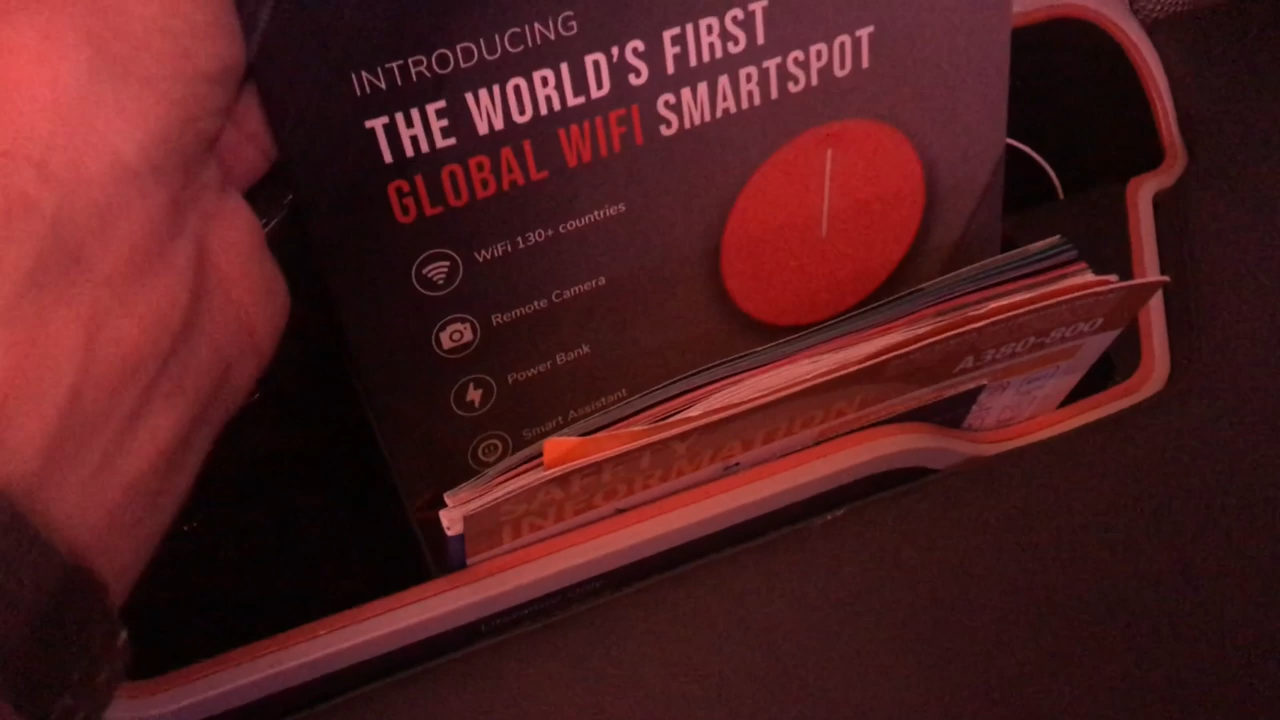 INTRODUCING
THE WORLD'S FIRST
GLOBAL WIFI SMARTSPOT
WiFi 130+ countries
Remote Camera
Power Bank
Smart Assistant
A380-800
SAFETY
INFORMATION